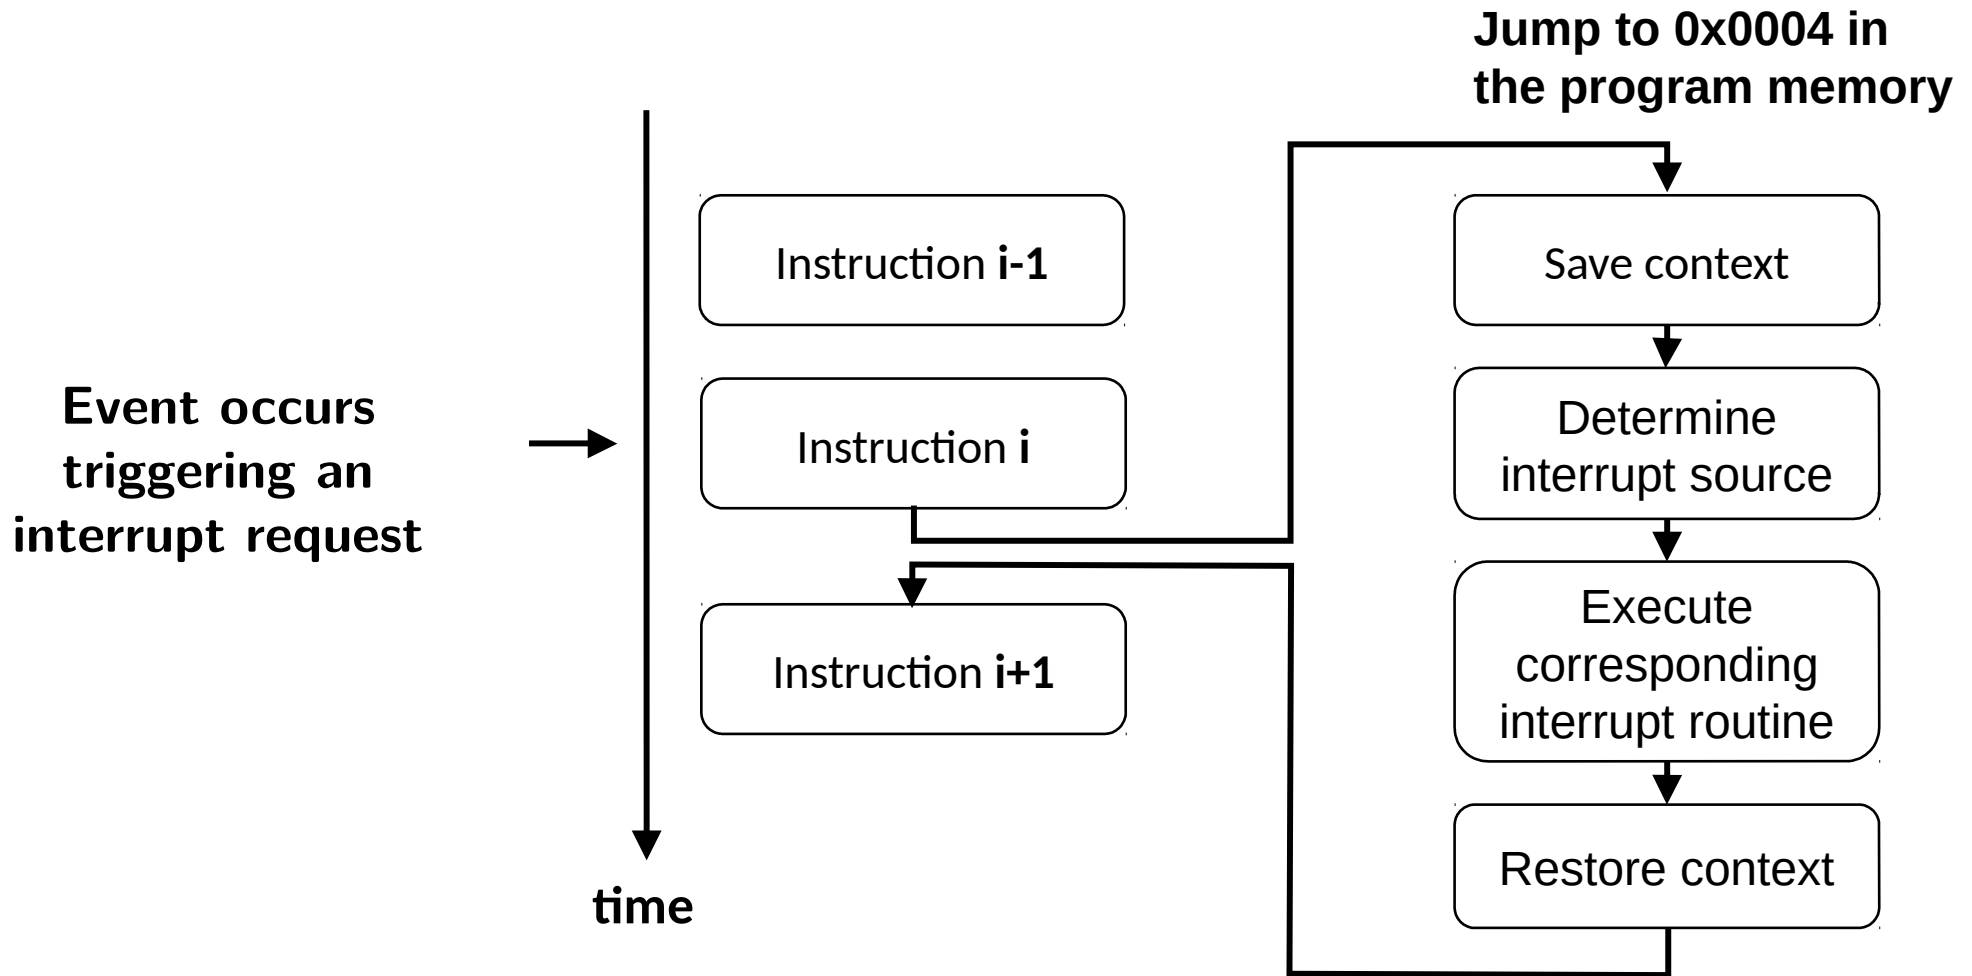 Jump to 0x0004 in
the program memory
Instruction i-1
Save context
Event occurs
triggering an
interrupt request
Instruction i
Determine
interrupt source
Instruction i+1
Execute
corresponding
interrupt routine
Restore context
time